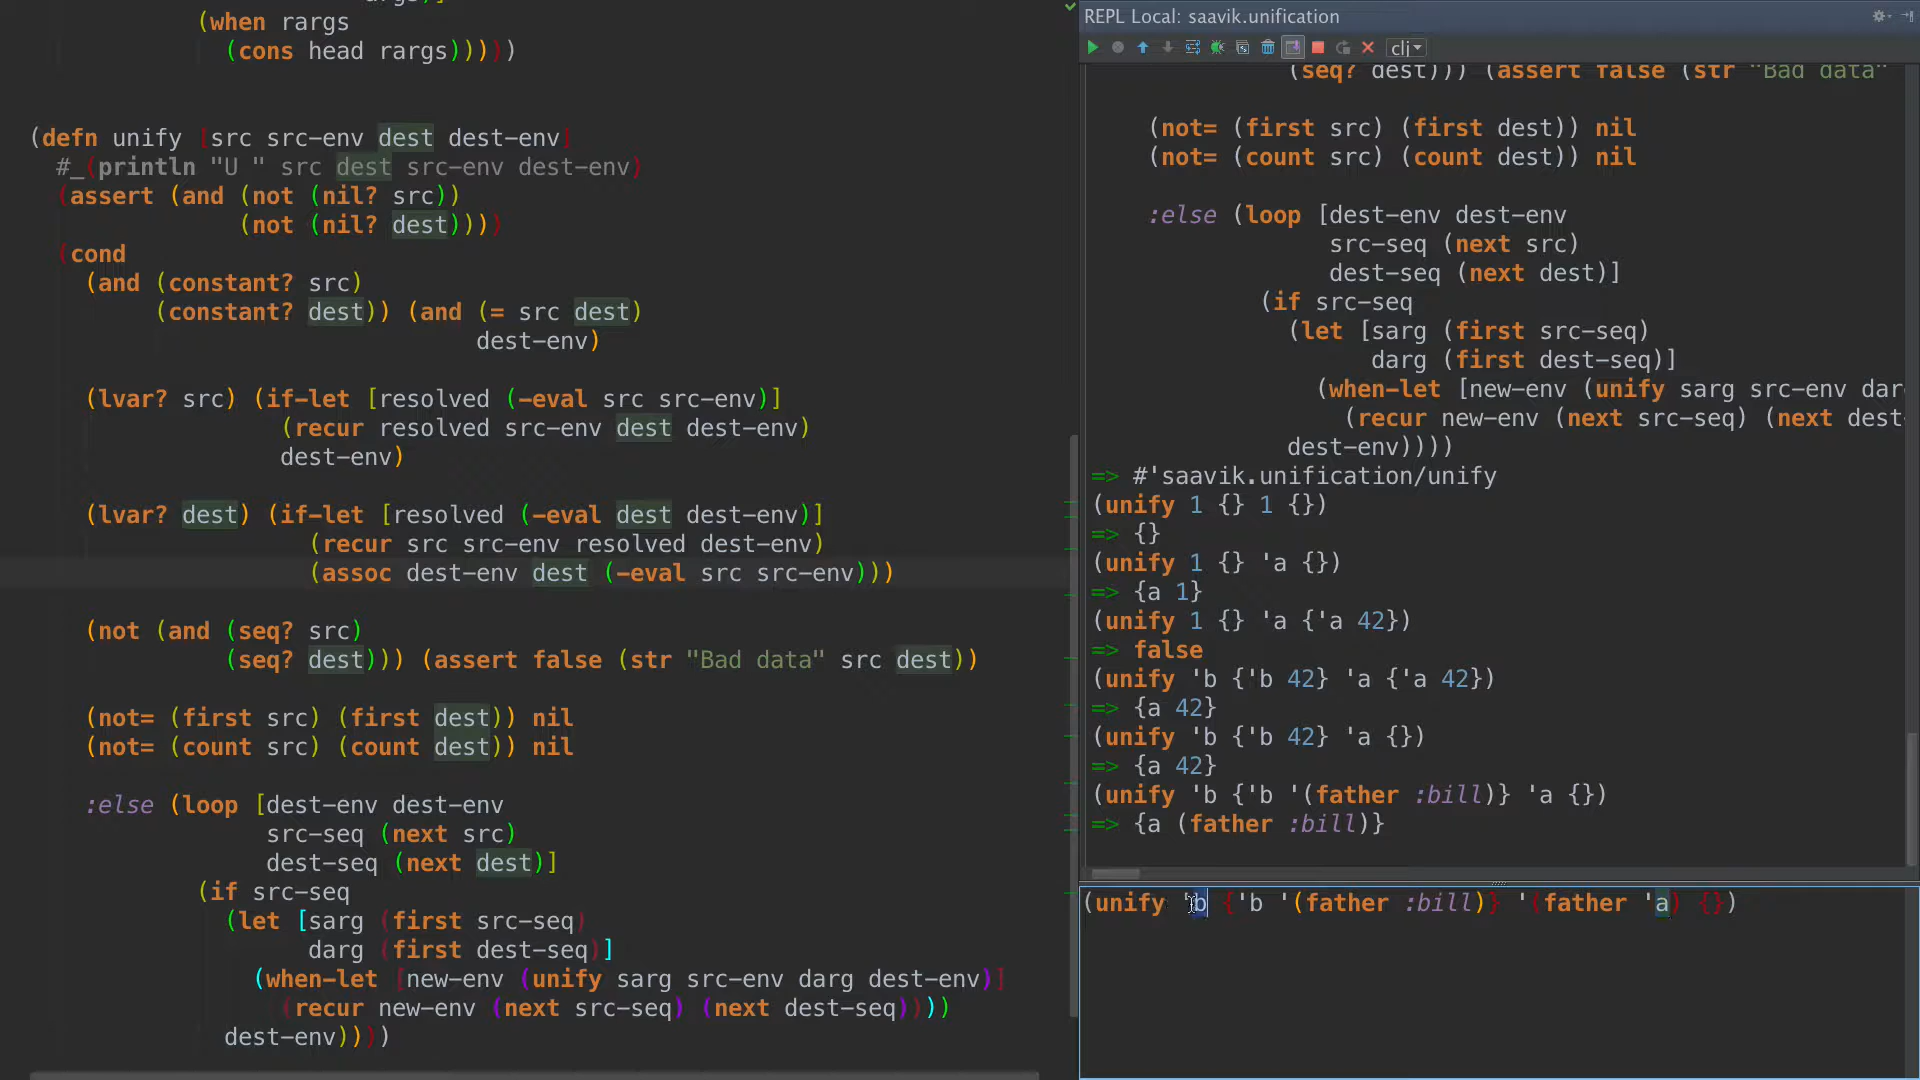 (when rargs
(cons head rargs)))))
(defn unify [src src-env dest dest-env]
#_(println "U " src dest src-env dest-env)
(assert (and (not (nil? src))
(not (nil? dest))))
(cond
(and (constant? src)
(constant? dest)) (and (= src dest)
dest-env)
(lvar? src) (if-let [resolved (-eval src src-env)]
(recur resolved src-env dest dest-env)
dest-env)
(lvar? dest) (if-let [resolved (-eval dest dest-env)]
(recur src src-env resolved dest-env)
(assoc dest-env dest (-eval src src-env)))
(not (and (seq? src)
(seq? dest))) (assert false (str "Bad data" src dest))
(not= (first src) (first dest)) nil
(not= (count src) (count dest)) nil
:else (loop [dest-env dest-env
src-seq (next src)
dest-seq (next dest)]
(if src-seq
(let [sarg (first src-seq)
darg (first dest-seq)]
(when-let [new-env (unify sarg src-env darg dest-env)]
(recur new-env (next src-seq) (next dest-seq))))
dest-env))))
REPL Local: saavik.unification
clj
(seq? dest))) (assert false (str "Bad data"
(not= (first src) (first dest)) nil
(not= (count src) (count dest)) nil
:else (loop [dest-env dest-env
src-seq (next src)
dest-seq (next dest)]
(if src-seq
(let [sarg (first src-seq)
darg (first dest-seq)]
(when-let [new-env (unify sarg src-env dar
(recur new-env (next src-seq) (next dest-
dest-env))))
=> #'saavik.unification/unify
(unify 1 {} 1 {})
=> {}
(unify 1 {} 'a {})
=> {a 1}
(unify 1 {} 'a {'a 42})
=> false
(unify 'b {'b 42} 'a {'a 42})
=> {a 42}
(unify 'b {'b 42} 'a {})
=> {a 42}
(unify 'b {'b '(father :bill)} 'a {})
=> {a (father :bill)}
(unify 'b {'b '(father :bill)} '(father 'a) {})